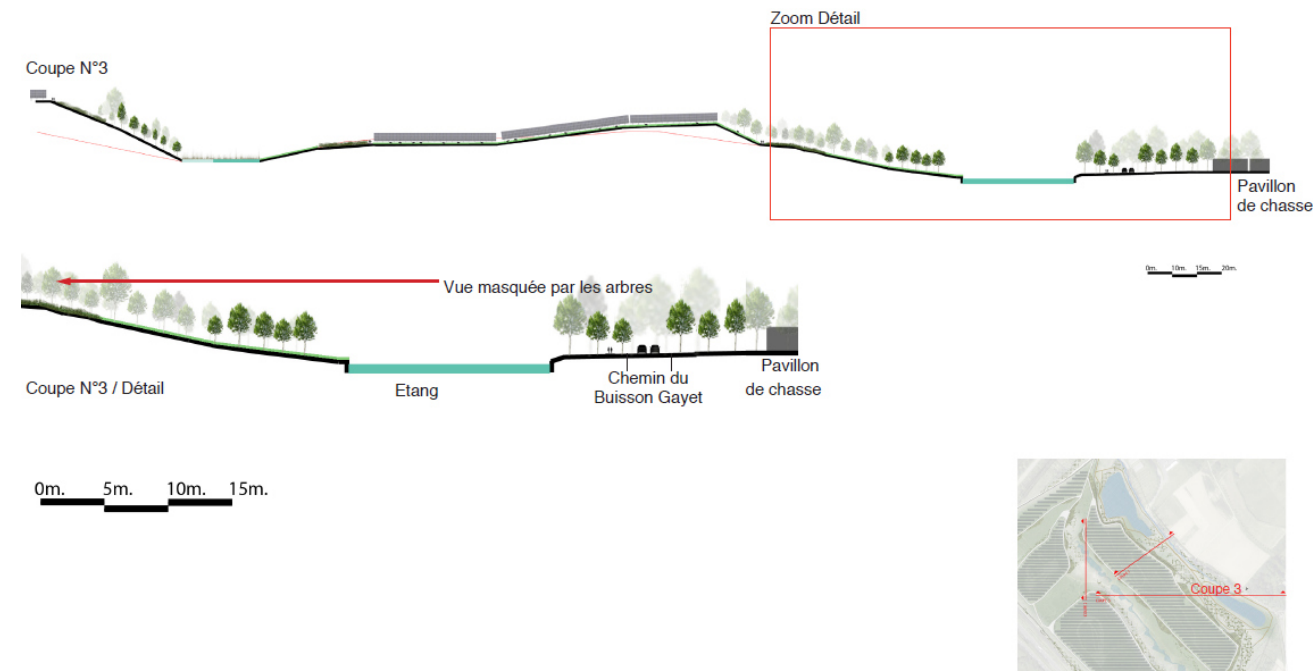 Zoom Détail
Coupe N°3
Pavillon
de chasse
0m. 10m. 15m. 20m.
Vue masquée par les arbres
Coupe N°3 / Détail
Etang
Chemin du
Buisson Gayet
Pavillon
de chasse
0m. 5m. 10m. 15m.
Coupe 3